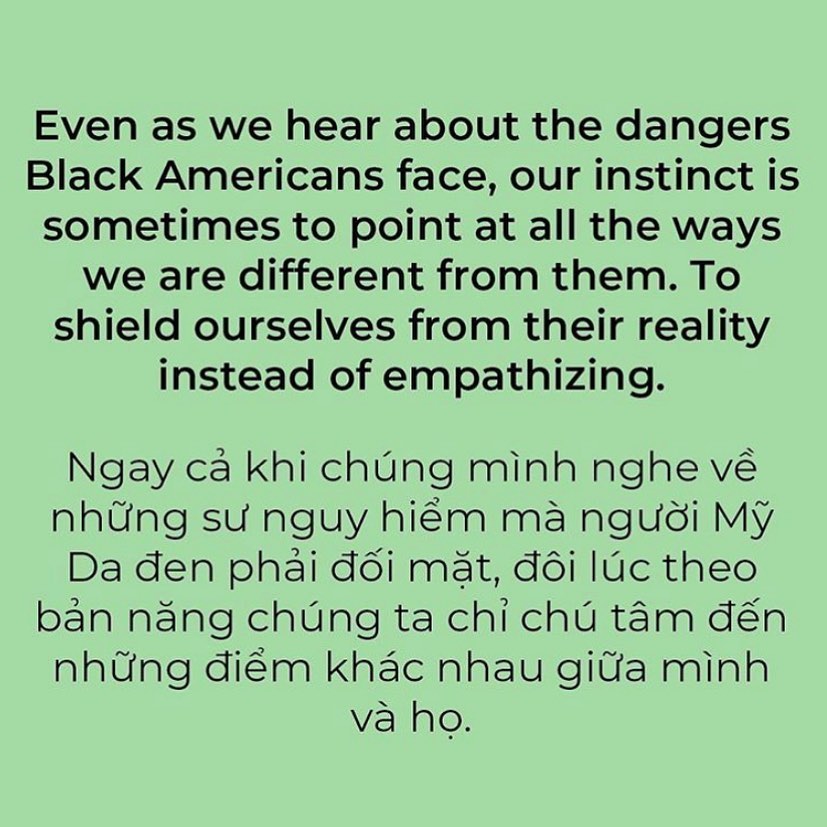 Even as we hear about the dangers
Black Americans face, our instinct is
sometimes to point at all the ways
we are different from them. To
shield ourselves from their reality
instead of empathizing.
Ngay cả khi chúng mình nghe về
những sư nguy hiểm mà người Mỹ
Da đen phải đối mặt, đôi lúc theo
bản năng chúng ta chỉ chú tâm đến
những điểm khác nhau giữa mình
và họ.